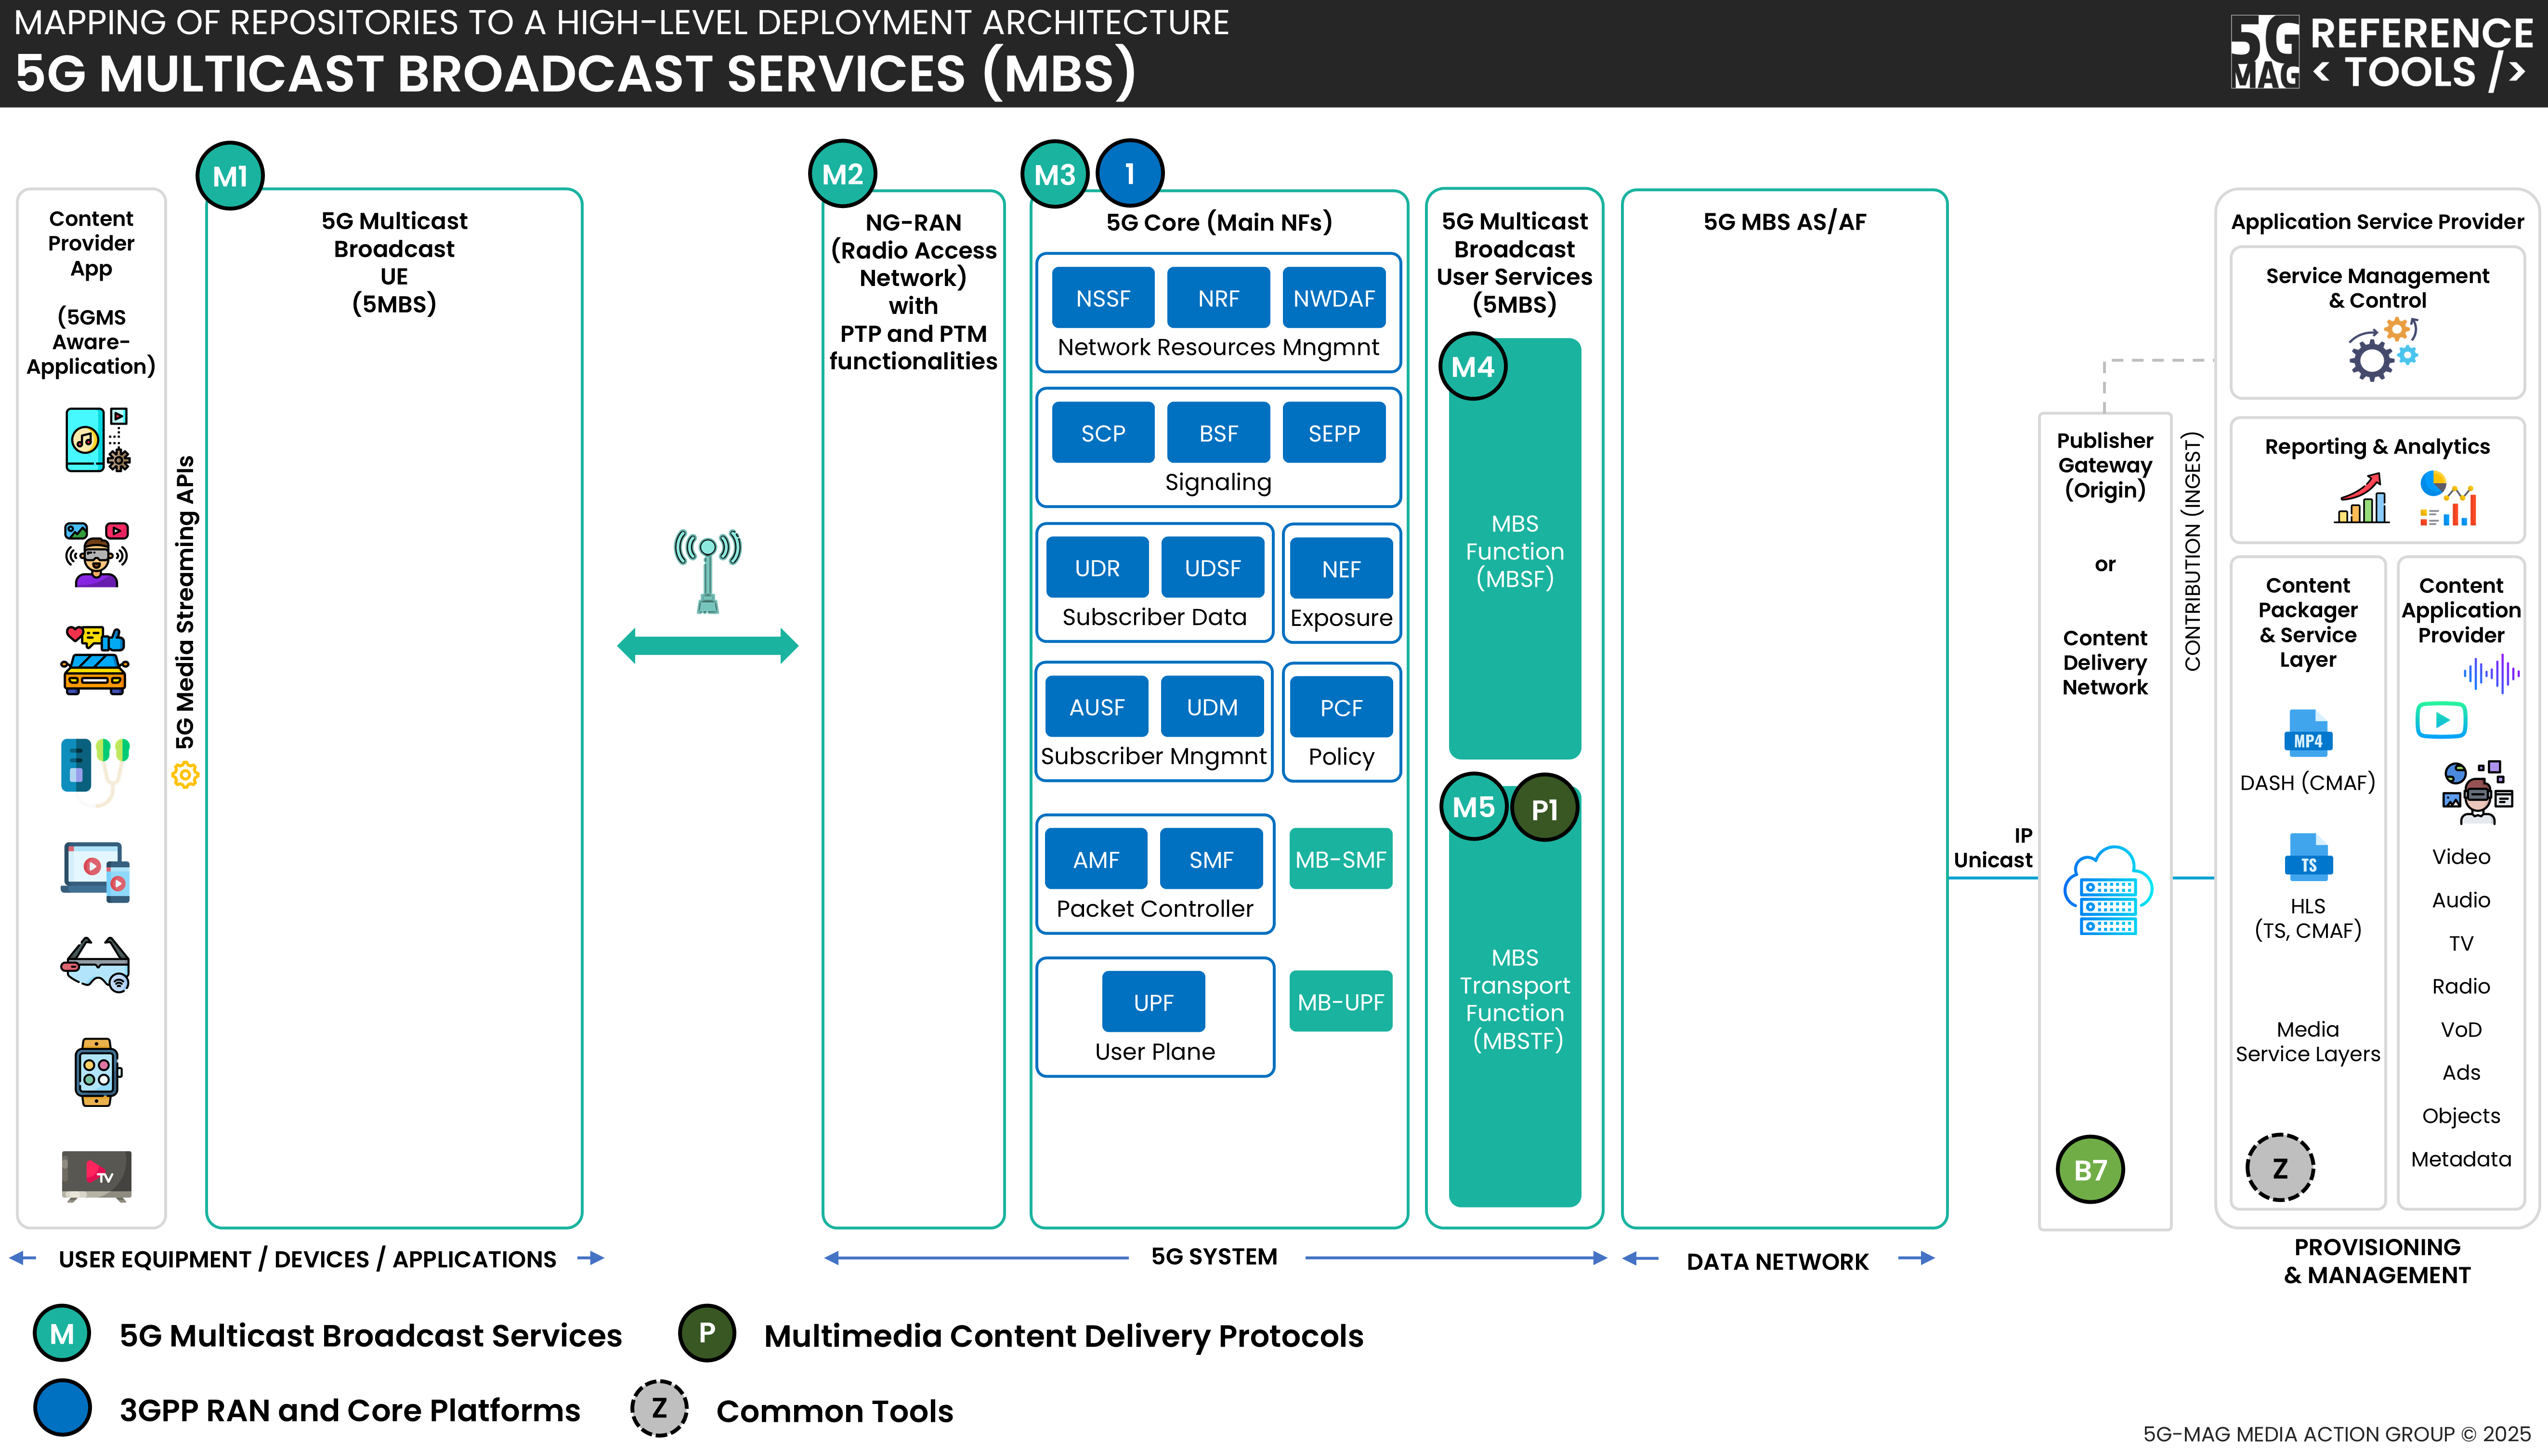 MAPPING OF REPOSITORIES TO A HIGH-LEVEL DEPLOYMENT ARCHITECTURE
5G MULTICAST BROADCAST SERVICES (MBS)
5G
MAG
REFERENCE
< TOOLS />
Content
Provider
App
(5GMS
Aware-
Application)
TV
5G Media Streaming APIs
M1
5G Multicast
Broadcast
UE
(5MBS)
M2
NG-RAN
(Radio Access
Network)
with
PTP and PTM
functionalities
M3
1
5G Core (Main NFs)
NSSF
NRF
NWDAF
Network Resources Mngmnt
SCP
BSF
SEPP
Signaling
UDR
UDSF
Subscriber Data
NEF
Exposure
AUSF
UDM
Subscriber Mngmnt
PCF
Policy
AMF
SMF
Packet Controller
MB-SMF
UPF
User Plane
MB-UPF
5G Multicast
Broadcast
User Services
(5MBS)
M4
MBS
Function
(MBSF)
M5
P1
MBS
Transport
Function
(MBSTF)
5G MBS AS/AF
IP
Unicast
Publisher
Gateway
(Origin)
or
Content
Delivery
Network
B7
CONTRIBUTION (INGEST)
Application Service Provider
Service Management
& Control
Reporting & Analytics
Content
Packager
& Service
Layer
MP4
DASH (CMAF)
TS
HLS
(TS, CMAF)
Media
Service Layers
Z
Content
Application
Provider
Video
Audio
TV
Radio
VoD
Ads
Objects
Metadata
USER EQUIPMENT / DEVICES / APPLICATIONS
5G SYSTEM
DATA NETWORK
PROVISIONING
& MANAGEMENT
M
5G Multicast Broadcast Services
P
Multimedia Content Delivery Protocols
3GPP RAN and Core Platforms
Z
Common Tools
5G-MAG MEDIA ACTION GROUP © 2025